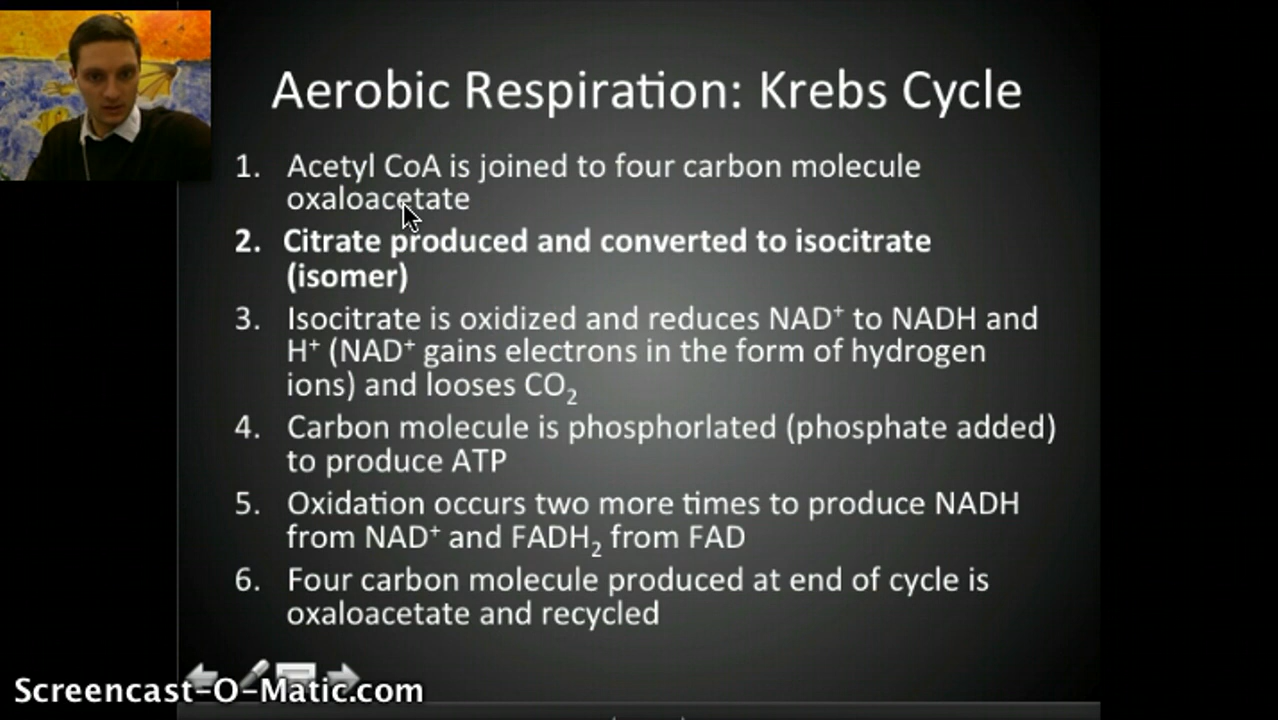 Aerobic Respiration: Krebs Cycle
1. Acetyl CoA is joined to four carbon molecule
oxaloacetate
2. Citrate produced and converted to isocitrate
(isomer)
3. Isocitrate is oxidized and reduces NAD⁺ to NADH and
H⁺ (NAD⁺ gains electrons in the form of hydrogen
ions) and looses CO₂
4. Carbon molecule is phosphorlated (phosphate added)
to produce ATP
5. Oxidation occurs two more times to produce NADH
from NAD⁺ and FADH₂ from FAD
6. Four carbon molecule produced at end of cycle is
oxaloacetate and recycled
Screencast-O-Matic.com